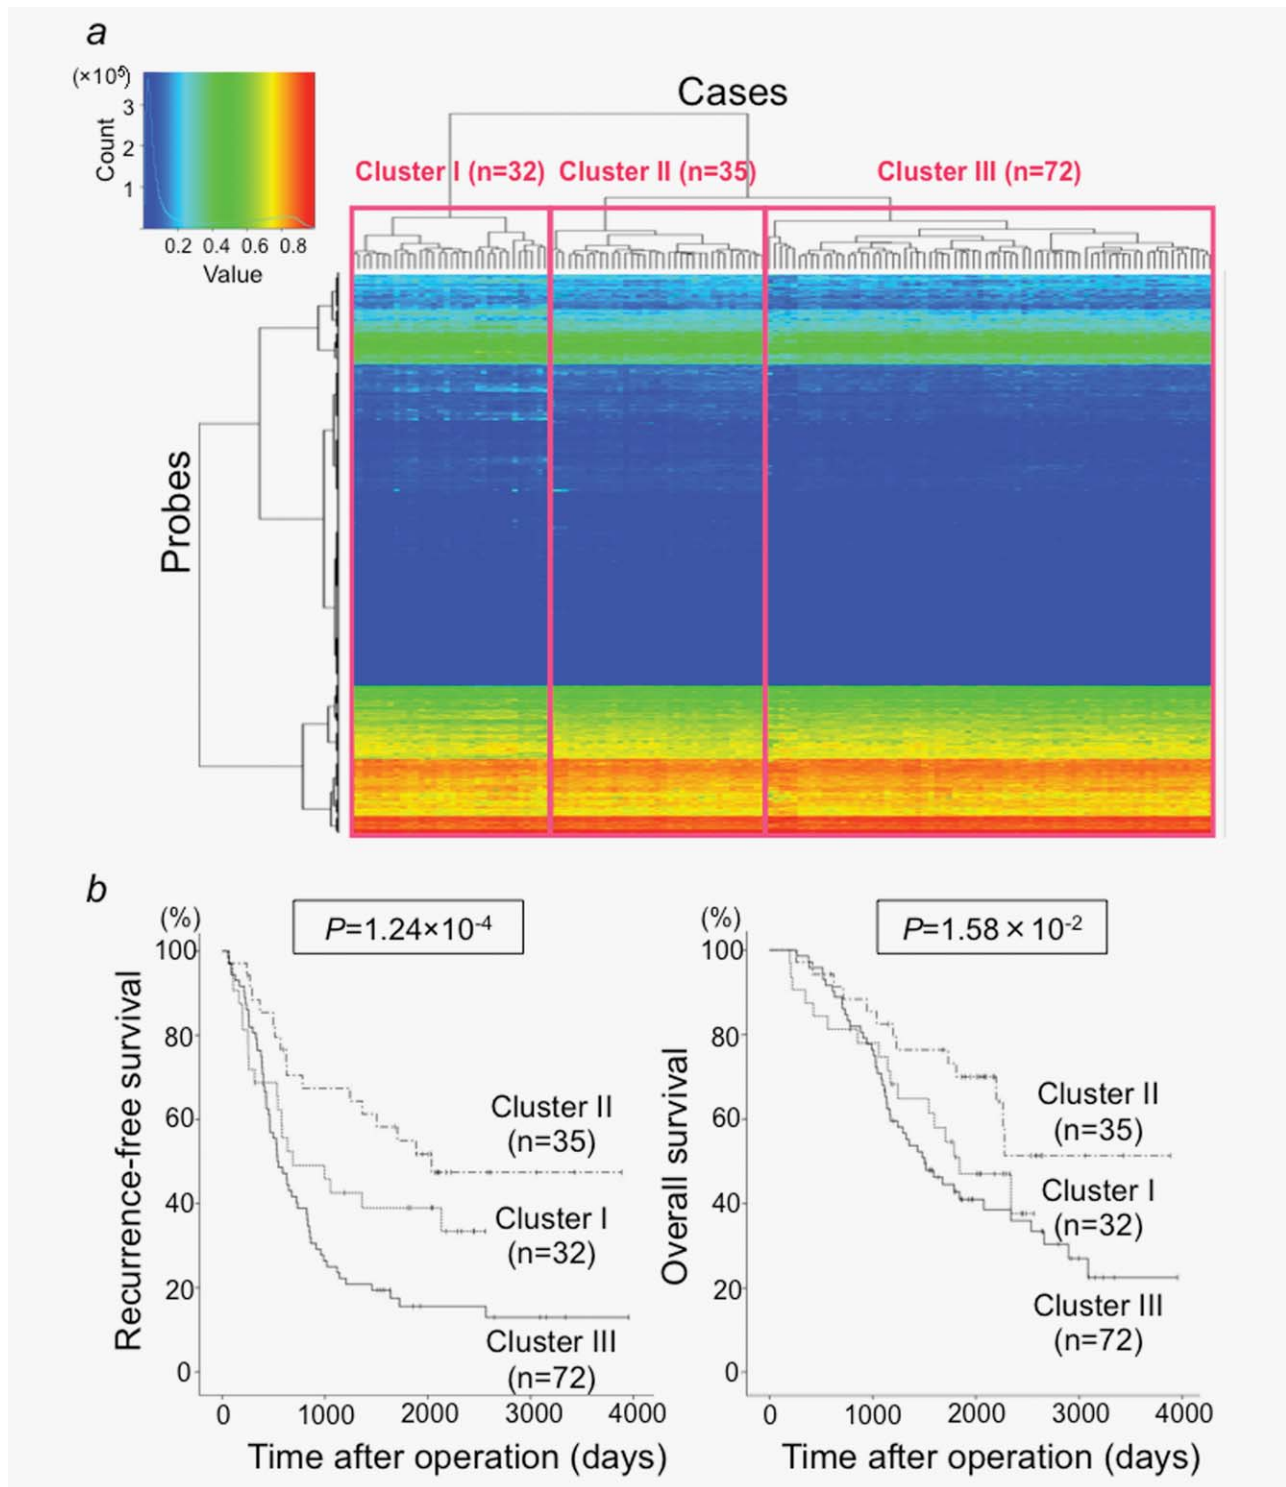 a
(×10⁵)
3
2
1
Count
0.2 0.4 0.6 0.8
Value
Cases
Cluster I (n=32) Cluster II (n=35) Cluster III (n=72)
Probes
b
(%)
P=1.24×10⁻⁴
100
80
60
40
20
0
Recurrence-free survival
Cluster II
(n=35)
Cluster I
(n=32)
Cluster III
(n=72)
0 1000 2000 3000 4000
Time after operation (days)
(%)
P=1.58×10⁻²
100
80
60
40
20
0
Overall survival
Cluster II
(n=35)
Cluster I
(n=32)
Cluster III
(n=72)
0 1000 2000 3000 4000
Time after operation (days)